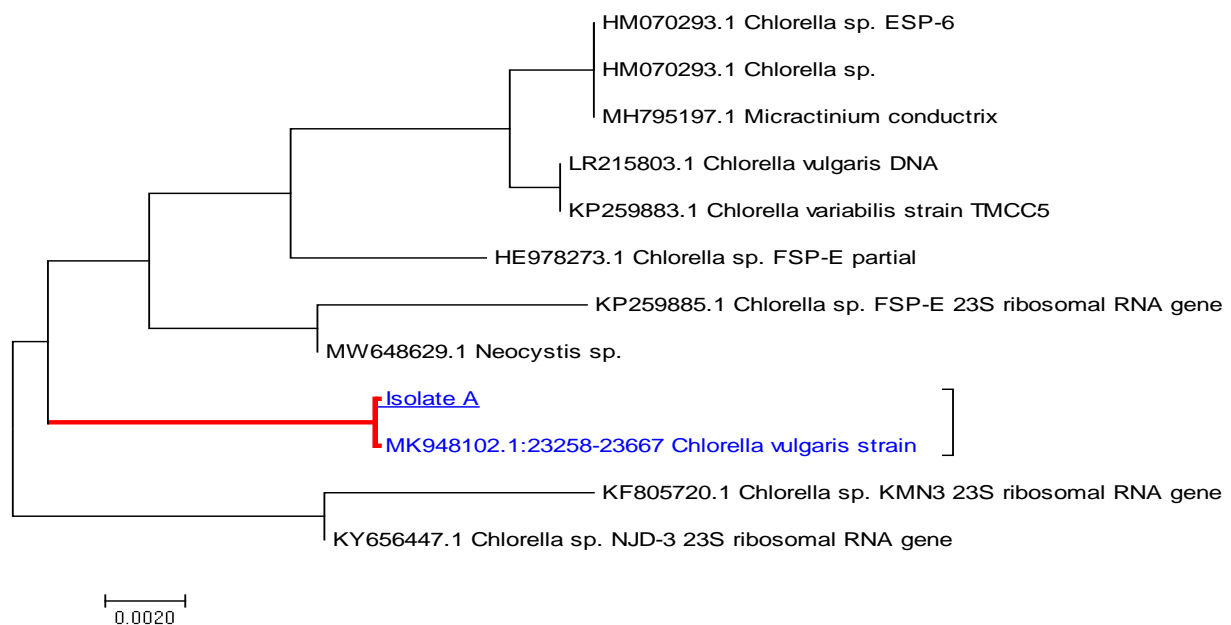 HM070293.1 Chlorella sp. ESP-6
HM070293.1 Chlorella sp.
MH795197.1 Micractinium conductrix
LR215803.1 Chlorella vulgaris DNA
KP259883.1 Chlorella variabilis strain TMCC5
HE978273.1 Chlorella sp. FSP-E partial
KP259885.1 Chlorella sp. FSP-E 23S ribosomal RNA gene
MW648629.1 Neocystis sp.
Isolate A
MK948102.1:23258-23667 Chlorella vulgaris strain
KF805720.1 Chlorella sp. KMN3 23S ribosomal RNA gene
KY656447.1 Chlorella sp. NJD-3 23S ribosomal RNA gene
0.0020